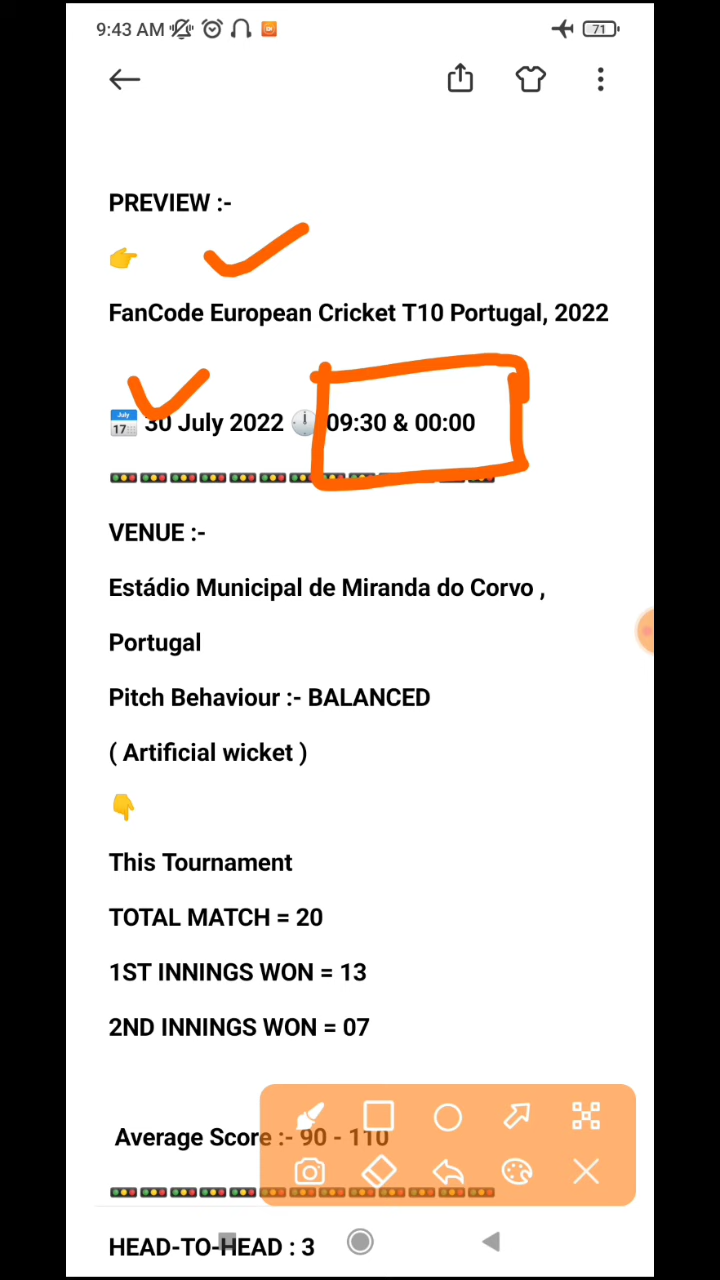 9:43 AM
71
PREVIEW :-
FanCode European Cricket T10 Portugal, 2022
July
17
30 July 2022 09:30 & 00:00
VENUE :-
Estádio Municipal de Miranda do Corvo ,
Portugal
Pitch Behaviour :- BALANCED
( Artificial wicket )
This Tournament
TOTAL MATCH = 20
1ST INNINGS WON = 13
2ND INNINGS WON = 07
Average Score :- 90 - 110
HEAD-TO-HEAD : 3